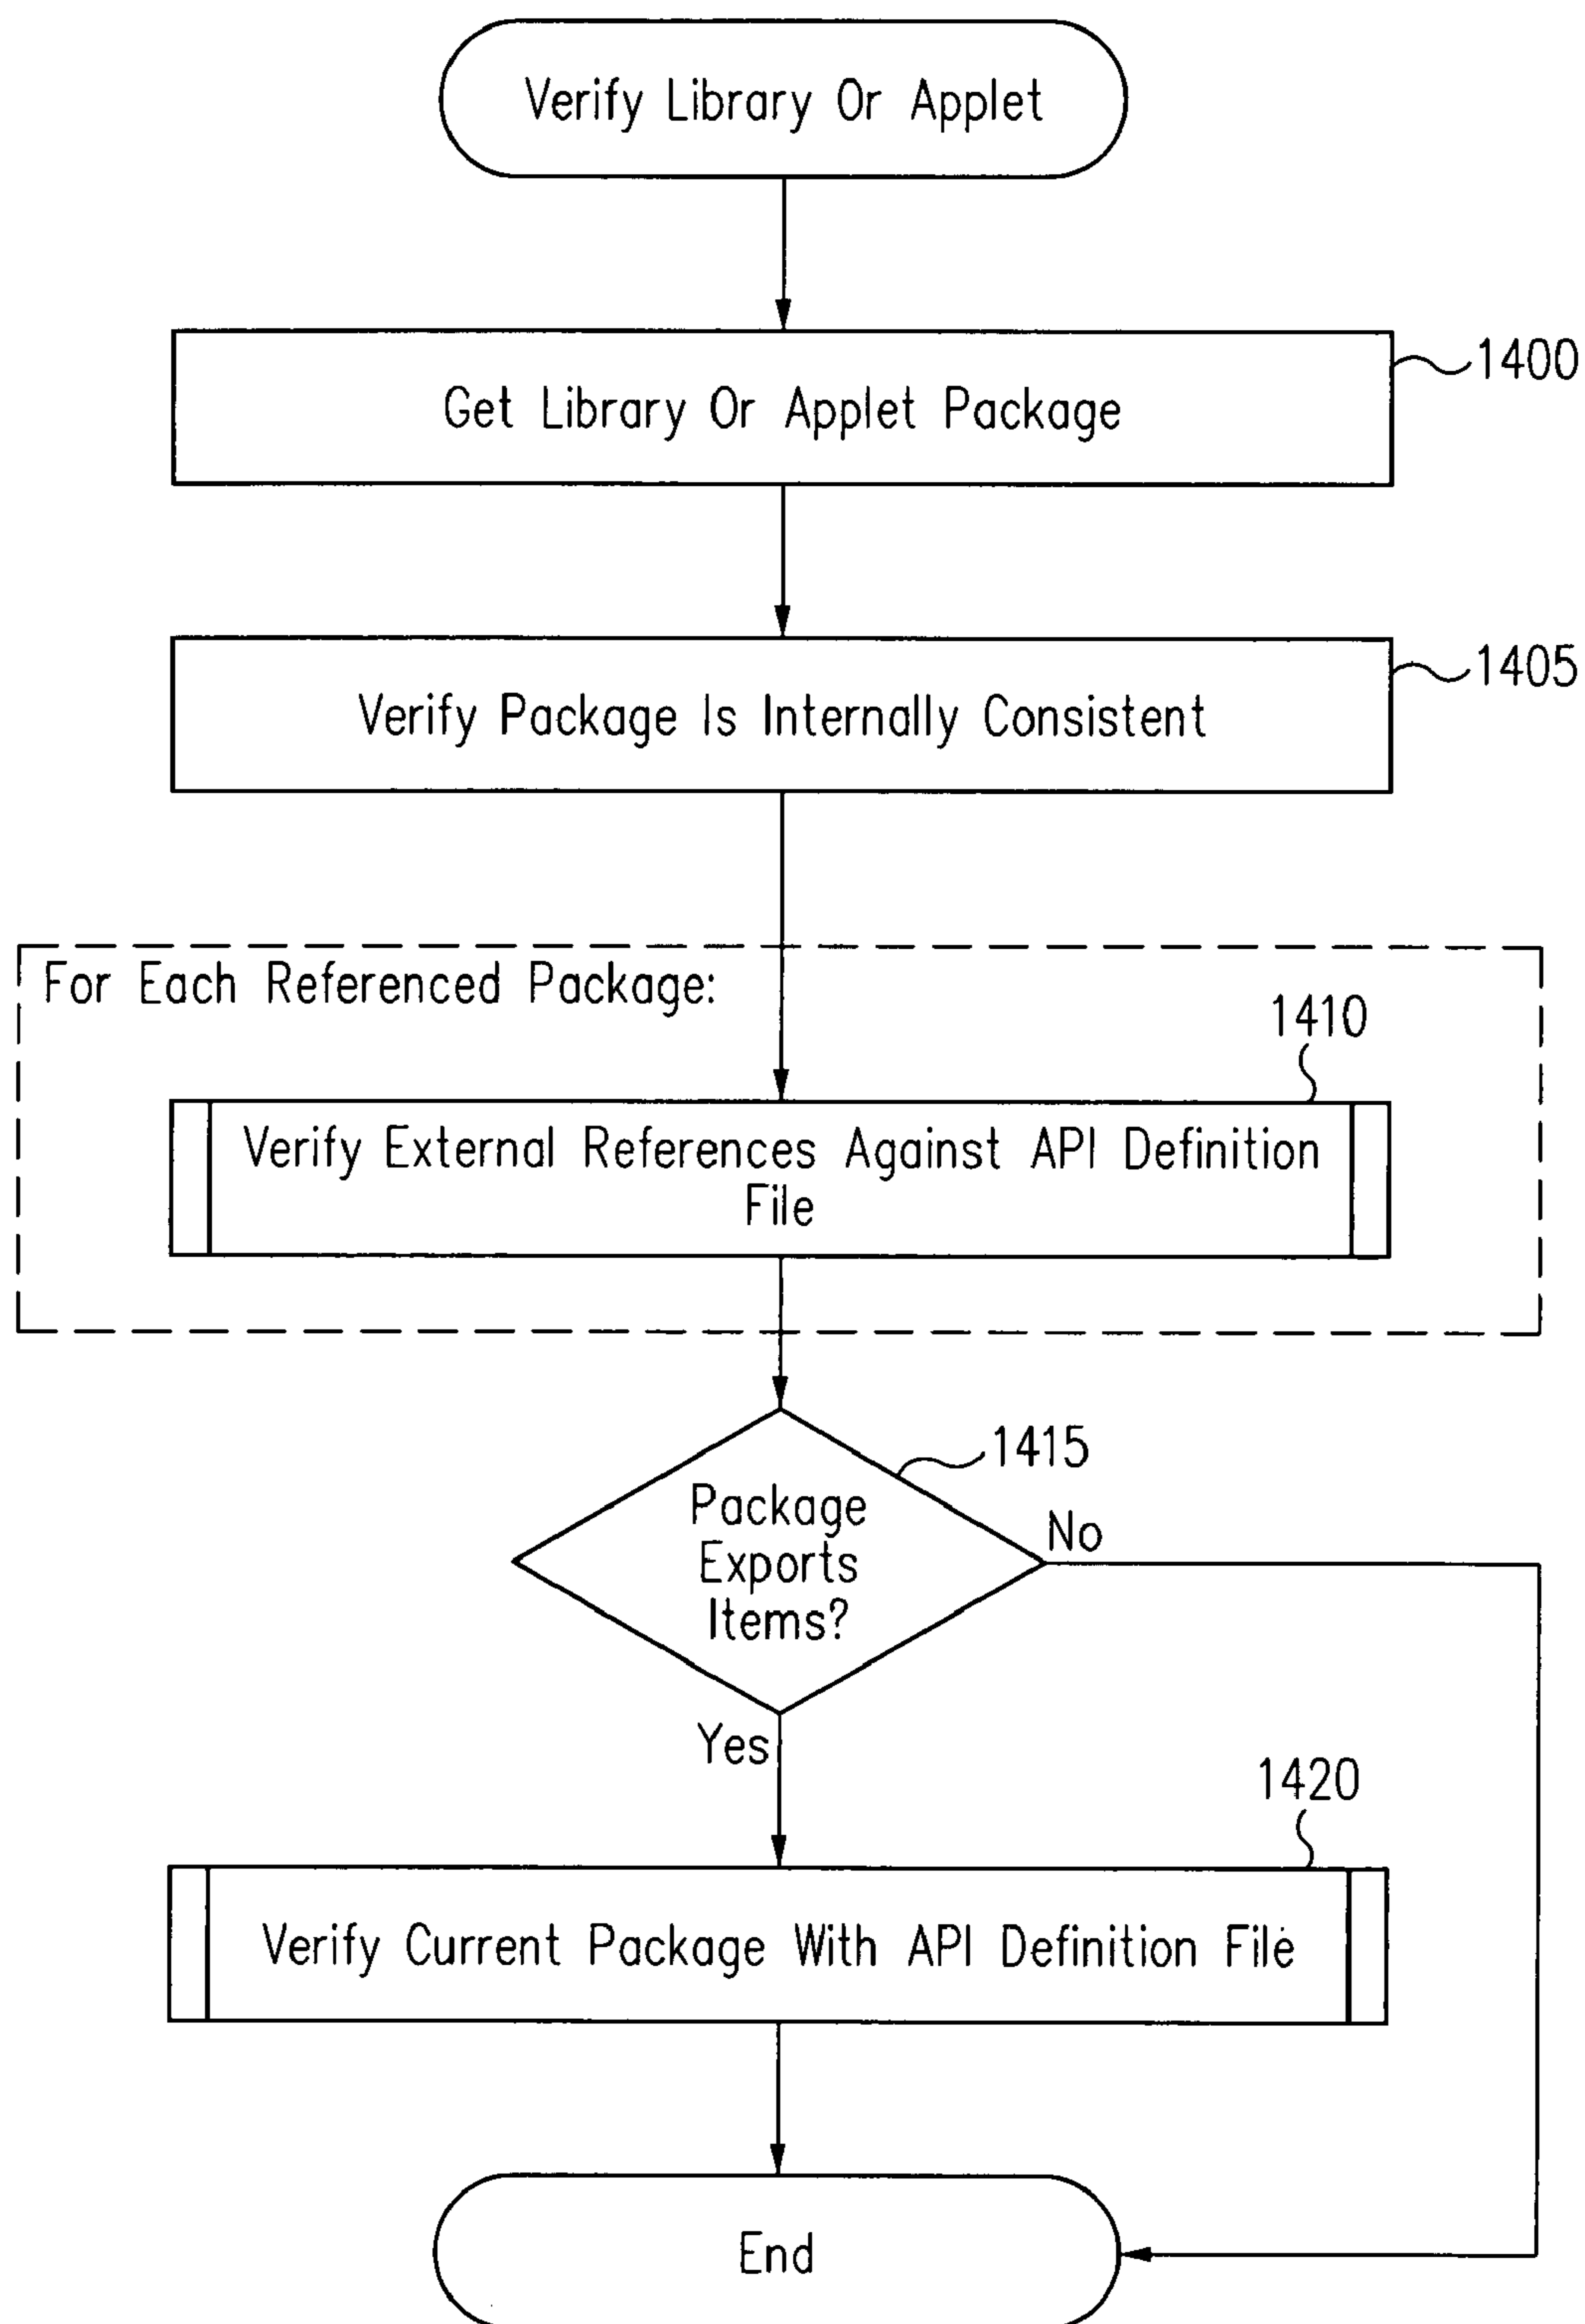 Verify Library Or Applet
Get Library Or Applet Package
1400
Verify Package Is Internally Consistent
1405
For Each Referenced Package:
1410
Verify External References Against API Definition
File
1415
Package
Exports
Items?
No
Yes
1420
Verify Current Package With API Definition File
End